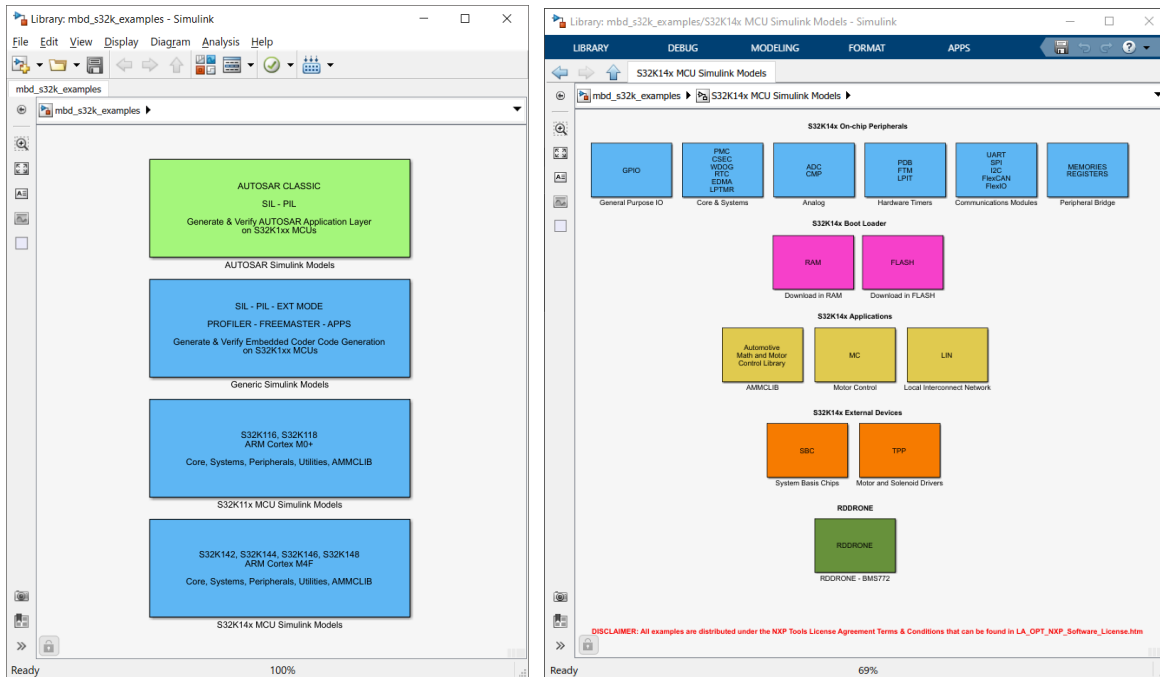 Library: mbd_s32k_examples - Simulink
File Edit View Display Diagram Analysis Help
mbd_s32k_examples
mbd_s32k_examples
AUTOSAR CLASSIC
SIL - PIL
Generate & Verify AUTOSAR Application Layer
on S32K1xx MCUs
AUTOSAR Simulink Models
SIL - PIL - EXT MODE
PROFILER - FREEMASTER - APPS
Generate & Verify Embedded Coder Code Generation
on S32K1xx MCUs
Generic Simulink Models
S32K116, S32K118
ARM Cortex M0+
Core, Systems, Peripherals, Utilities, AMMCLIB
S32K11x MCU Simulink Models
S32K142, S32K144, S32K146, S32K148
ARM Cortex M4F
Core, Systems, Peripherals, Utilities, AMMCLIB
S32K14x MCU Simulink Models
Ready 100%
Library: mbd_s32k_examples/S32K14x MCU Simulink Models - Simulink
LIBRARY DEBUG MODELING FORMAT APPS
S32K14x MCU Simulink Models
mbd_s32k_examples S32K14x MCU Simulink Models
S32K14x On-chip Peripherals
GPIO
General Purpose IO
PMC
CSEC
WDOG
RTC
EDMA
LPTMR
Core & Systems
ADC
CMP
Analog
PDB
FTM
LPIT
Hardware Timers
UART
SPI
I2C
FlexCAN
FlexIO
Communications Modules
MEMORIES
REGISTERS
Peripheral Bridge
S32K14x Boot Loader
RAM
Download in RAM
FLASH
Download in FLASH
S32K14x Applications
Automotive
Math and Motor
Control Library
AMMCLIB
MC
Motor Control
LIN
Local Interconnect Network
S32K14x External Devices
SBC
System Basis Chips
TPP
Motor and Solenoid Drivers
RDDRONE
RDDRONE
RDDRONE - BMS772
DISCLAIMER: All examples are distributed under the NXP Tools License Agreement Terms & Conditions that can be found in LA_OPT_NXP_Software_License.htm
Ready 69%